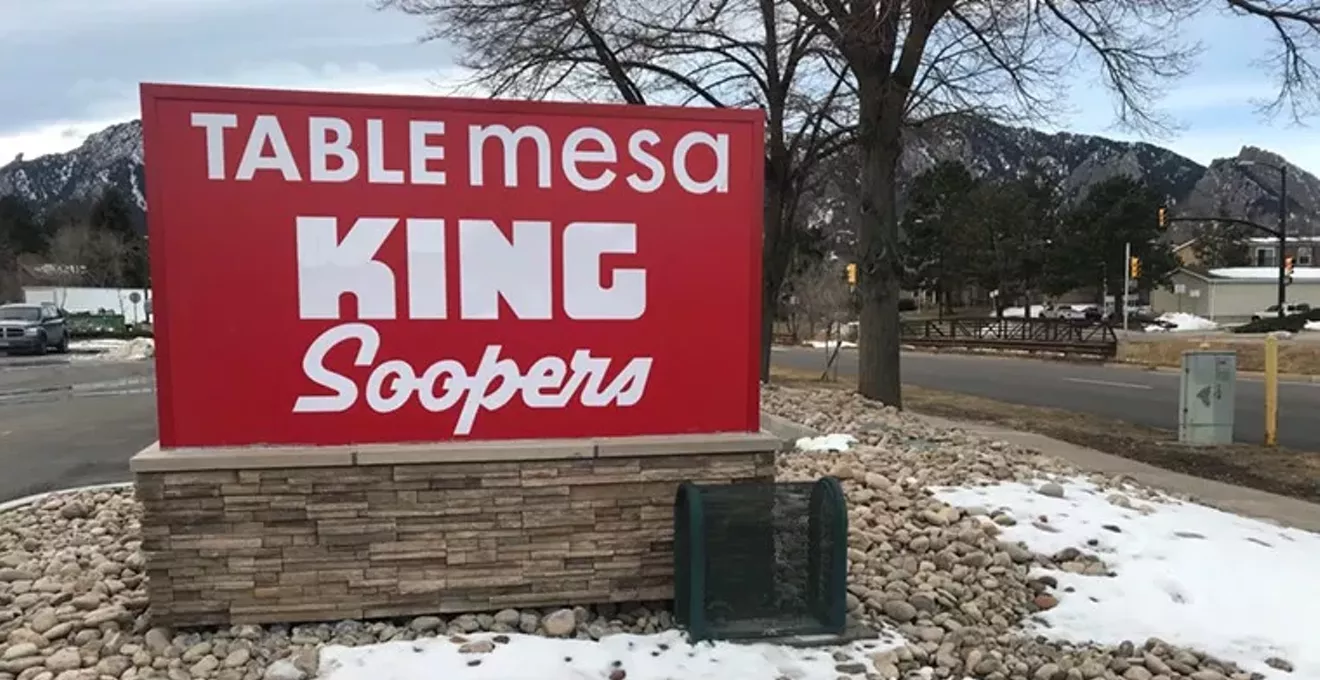 TABLE mesa
KING
Soopers